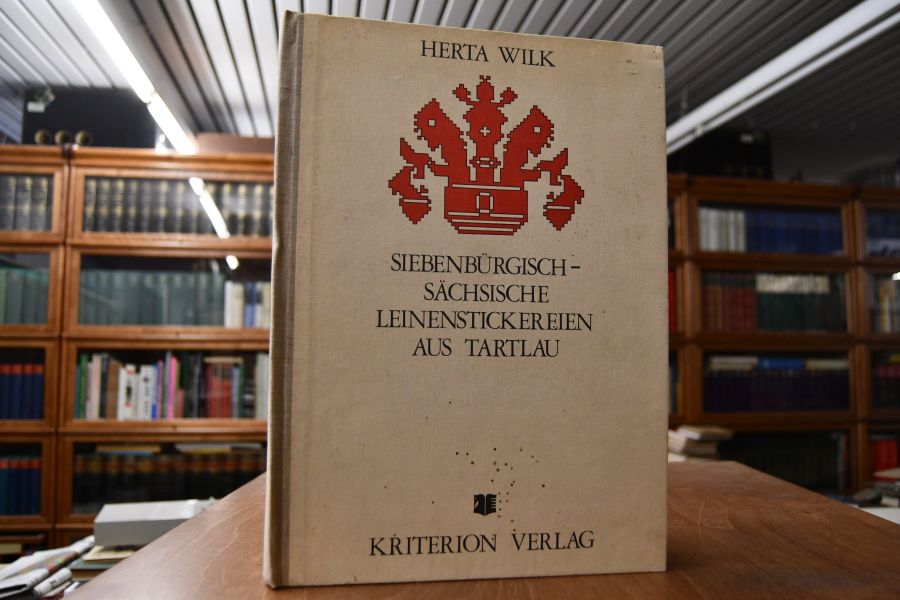 HERTA WILK
SIEBENBÜRGISCH-
SÄCHSISCHE
LEINENSTICKEREIEN
AUS TARTLAU
KRITERION VERLAG